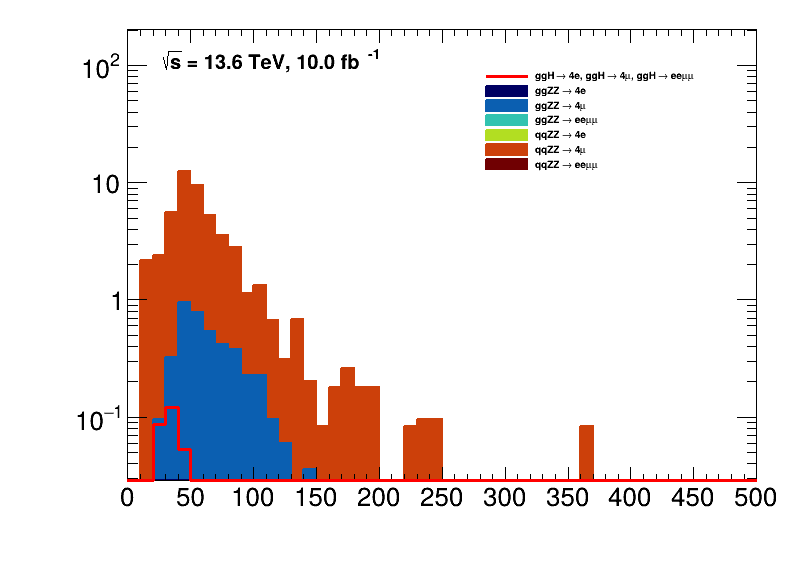 √s = 13.6 TeV, 10.0 fb⁻¹
ggH → 4e, ggH → 4μ, ggH → eeμμ
ggZZ → 4e
ggZZ → 4μ
ggZZ → eeμμ
qqZZ → 4e
qqZZ → 4μ
qqZZ → eeμμ
10²
10
1
10⁻¹
0 50 100 150 200 250 300 350 400 450 500